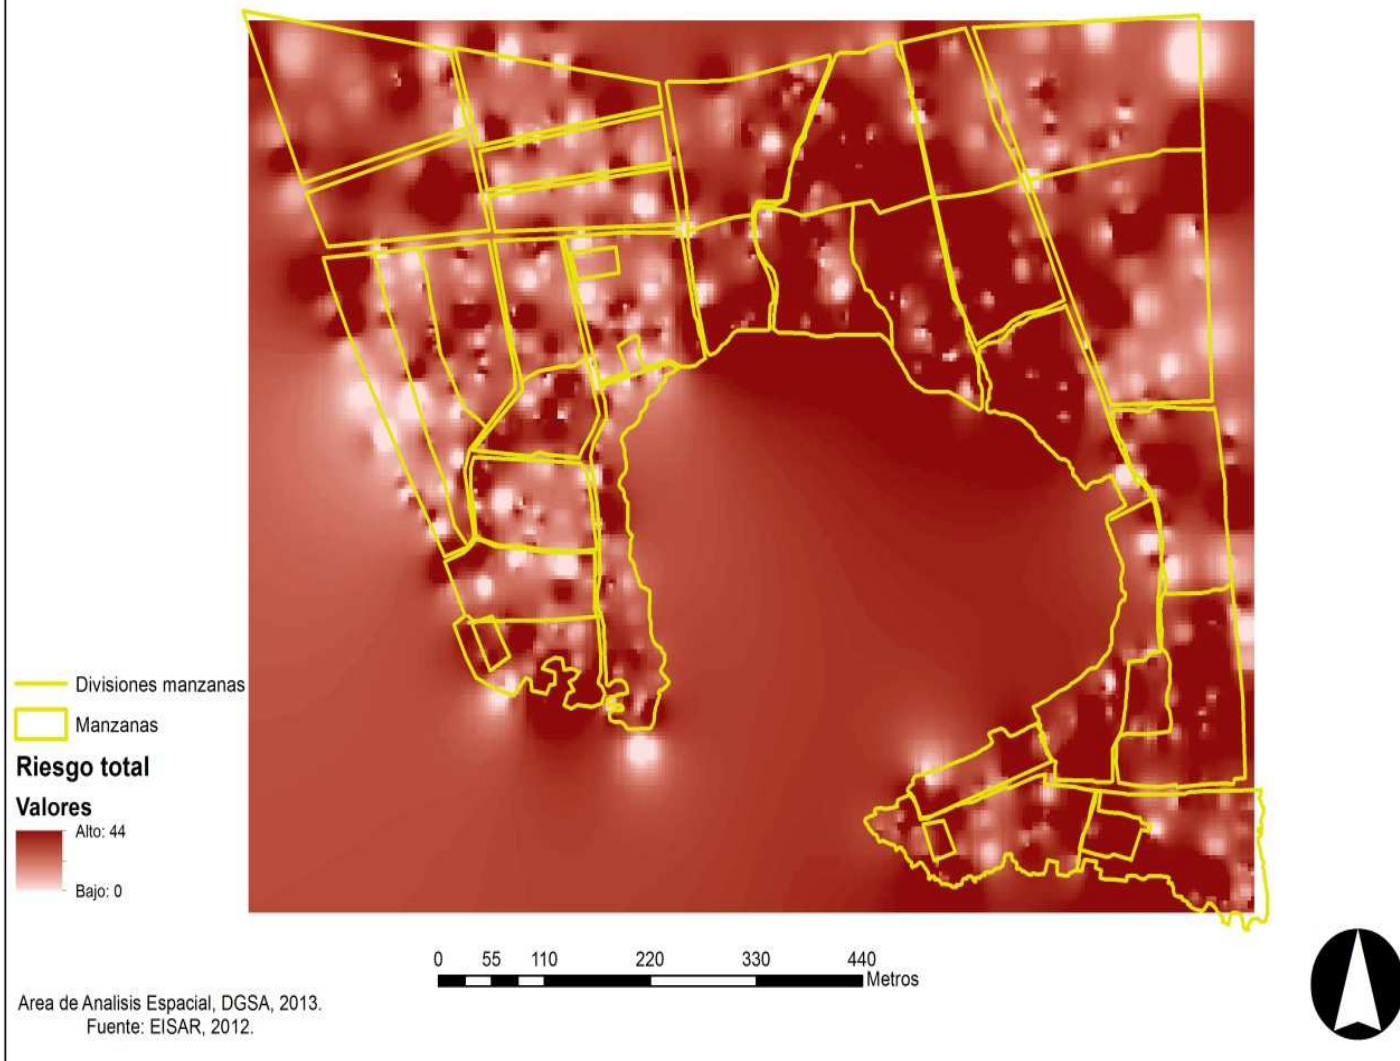 Divisiones manzanas
Manzanas
Riesgo total
Valores
Alto: 44
Bajo: 0
0 55 110 220 330 440
Metros
Area de Analisis Espacial, DGSA, 2013.
Fuente: EISAR, 2012.